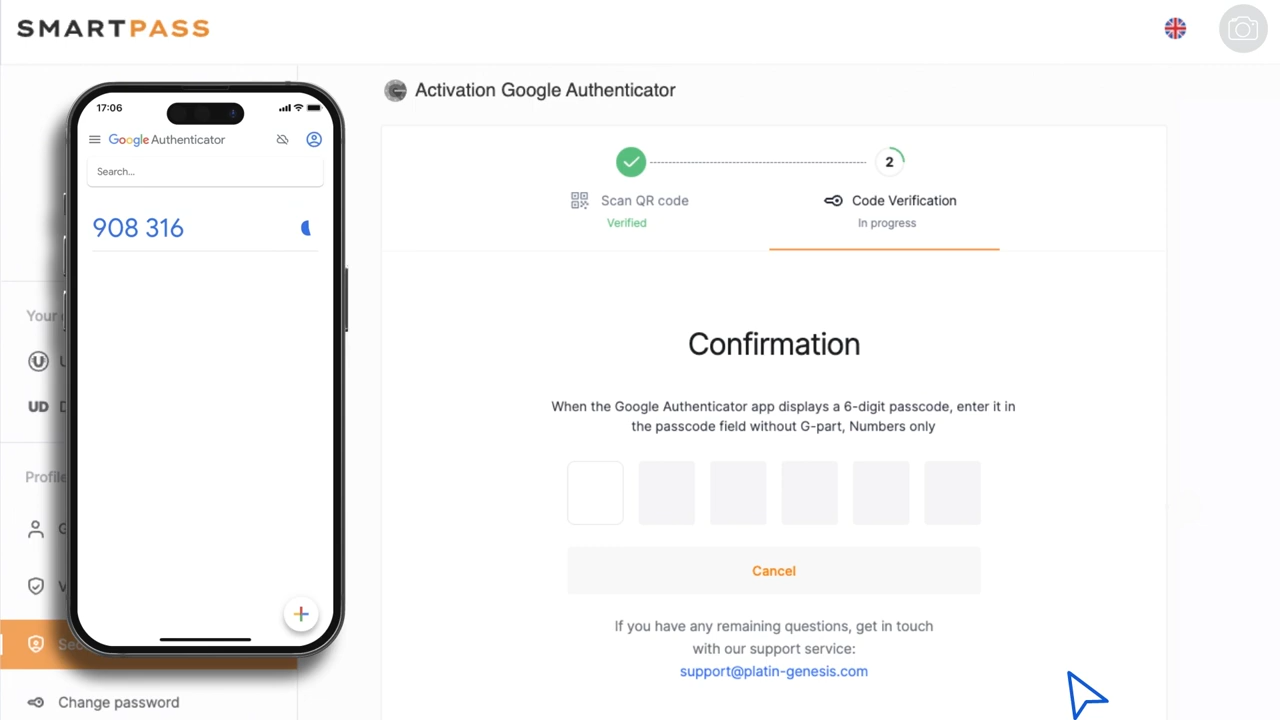 SMARTPASS
17:06
Google Authenticator
Search...
908 316
Your
UD
Profile
Change password
Activation Google Authenticator
2
Scan QR code
Verified
Code Verification
In progress
Confirmation
When the Google Authenticator app displays a 6-digit passcode, enter it in
the passcode field without G-part, Numbers only
Cancel
If you have any remaining questions, get in touch
with our support service:
support@platin-genesis.com